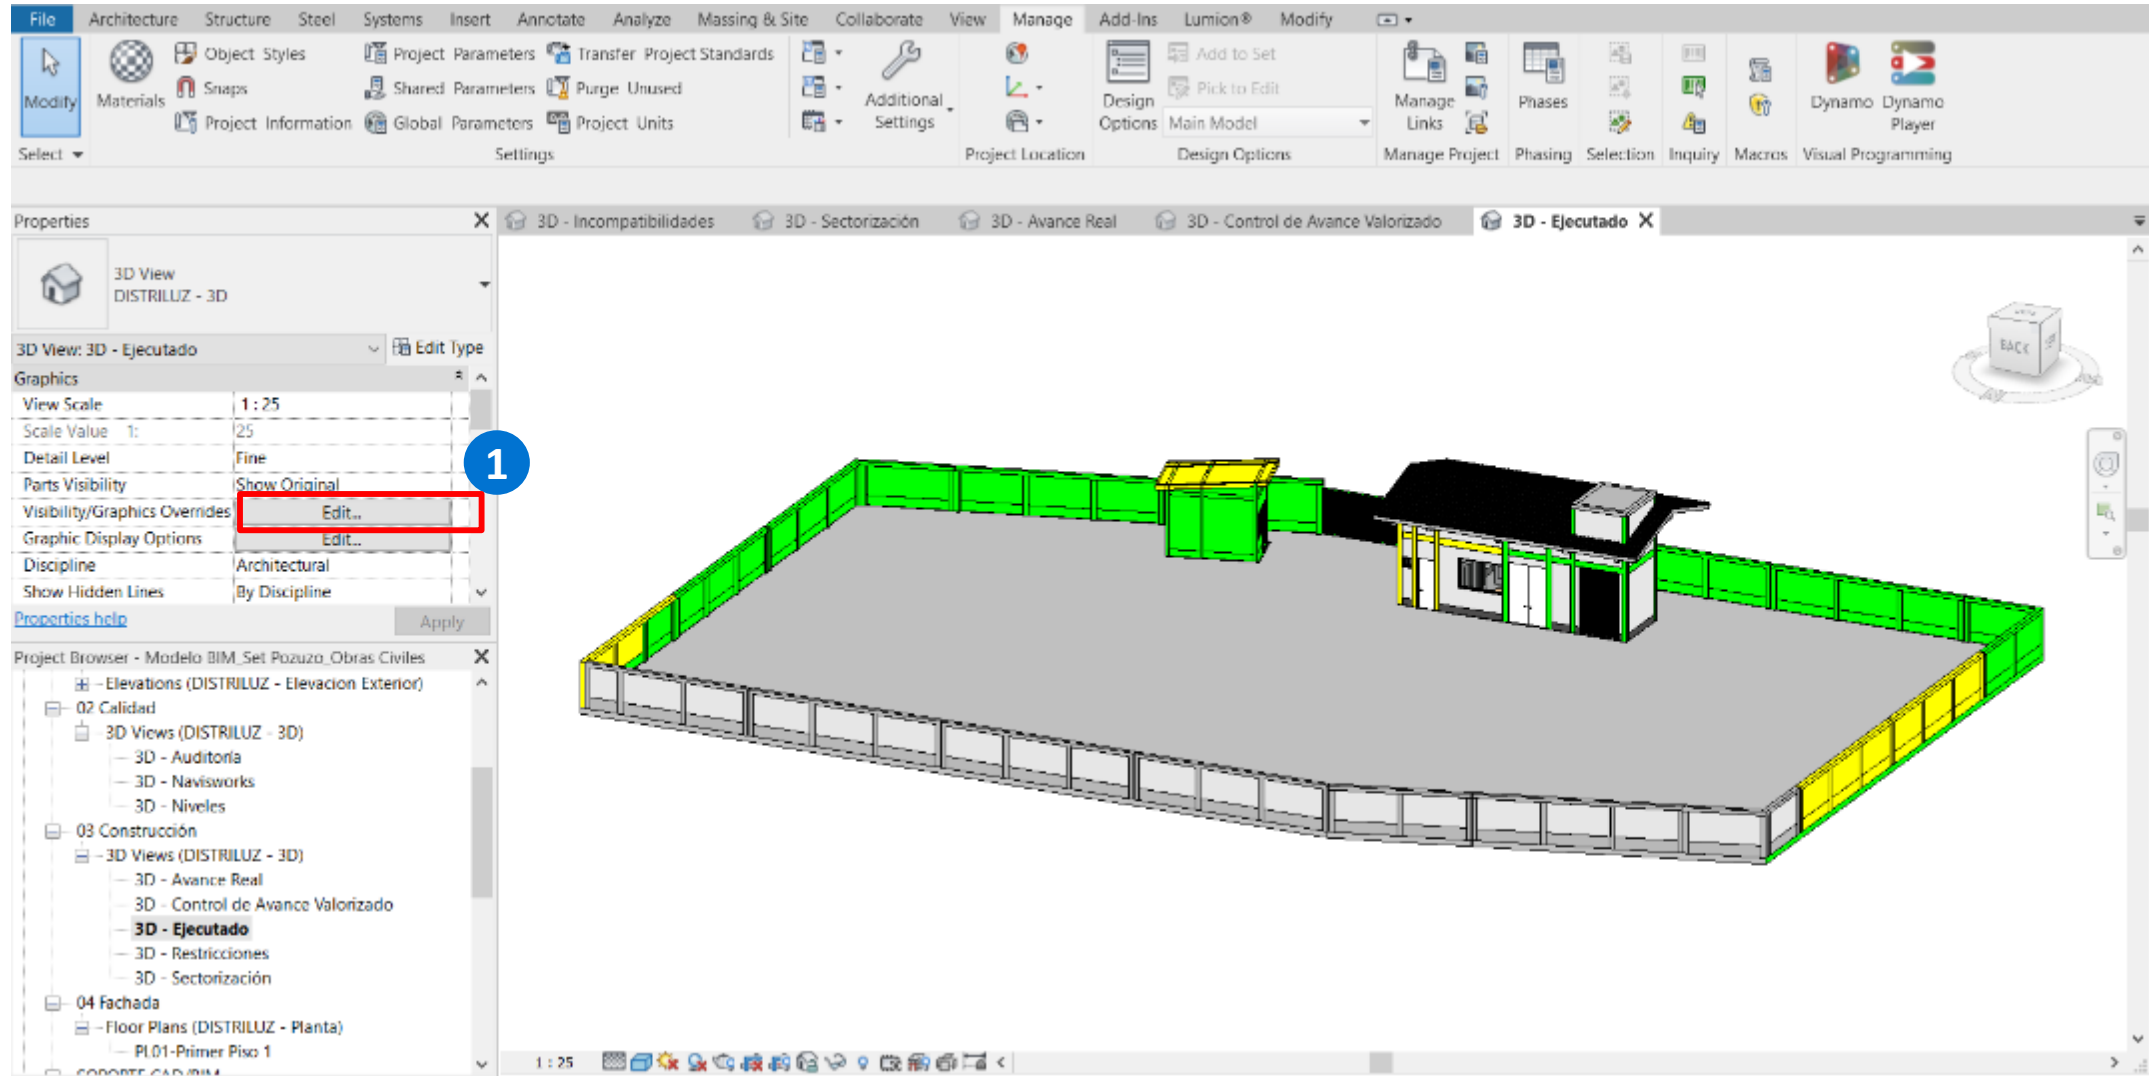 File Architecture Structure Steel Systems Insert Annotate Analyze Massing & Site Collaborate View Manage Add-Ins Lumion® Modify
Object Styles Project Parameters Transfer Project Standards Add to Set
Snaps Shared Parameters Purge Unused Pick to Edit
Modify Materials Additional Settings Design Options Manage Links Phases Dynamo Dynamo Player
Project Information Global Parameters Project Units Main Model
Select Settings Project Location Design Options Manage Project Phasing Selection Inquiry Macros Visual Programming
Properties
3D - Incompatibilidades 3D - Sectorización 3D - Avance Real 3D - Control de Avance Valorizado 3D - Ejecutado
3D View
DISTRILUZ - 3D
3D View: 3D - Ejecutado Edit Type
BACK
Graphics
View Scale 1 : 25
Scale Value 1: 25
Detail Level Fine
1
Parts Visibility Show Original
Visibility/Graphics Overrides Edit...
Graphic Display Options Edit...
Discipline Architectural
Show Hidden Lines By Discipline
Properties help Apply
Project Browser - Modelo BIM_Set Pozuzo_Obras Civiles
Elevations (DISTRILUZ - Elevacion Exterior)
02 Calidad
3D Views (DISTRILUZ - 3D)
3D - Auditoría
3D - Navisworks
3D - Niveles
03 Construcción
3D Views (DISTRILUZ - 3D)
3D - Avance Real
3D - Control de Avance Valorizado
3D - Ejecutado
3D - Restricciones
3D - Sectorización
04 Fachada
Floor Plans (DISTRILUZ - Planta)
PL01-Primer Piso 1
SOPORTE CAD/BIM
1 : 25